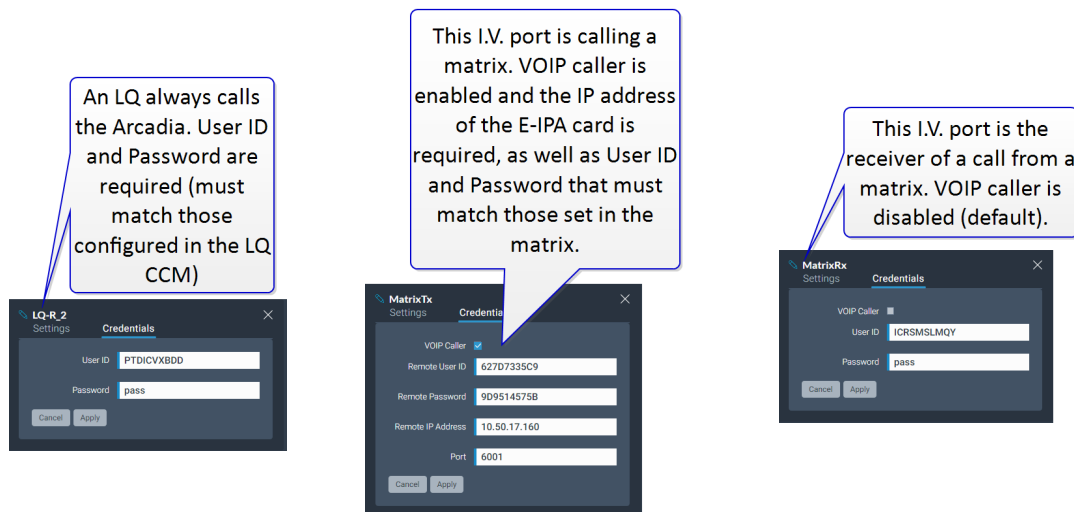 An LQ always calls
the Arcadia. User ID
and Password are
required (must
match those
configured in the LQ
CCM)
LQ-R_2
Settings
Credentials
User ID
PTDICVXBDD
Password
pass
Cancel
Apply
This I.V. port is calling a
matrix. VOIP caller is
enabled and the IP address
of the E-IPA card is
required, as well as User ID
and Password that must
match those set in the
matrix.
MatrixTx
Settings
VOIP Caller
Remote User ID
627D7335C9
Remote Password
9D9514575B
Remote IP Address
10.50.17.160
Port
6001
Cancel
Apply
This I.V. port is the
receiver of a call from a
matrix. VOIP caller is
disabled (default).
MatrixRx
Settings
Credentials
VOIP Caller
User ID
ICRSMSLMQY
Password
pass
Cancel
Apply